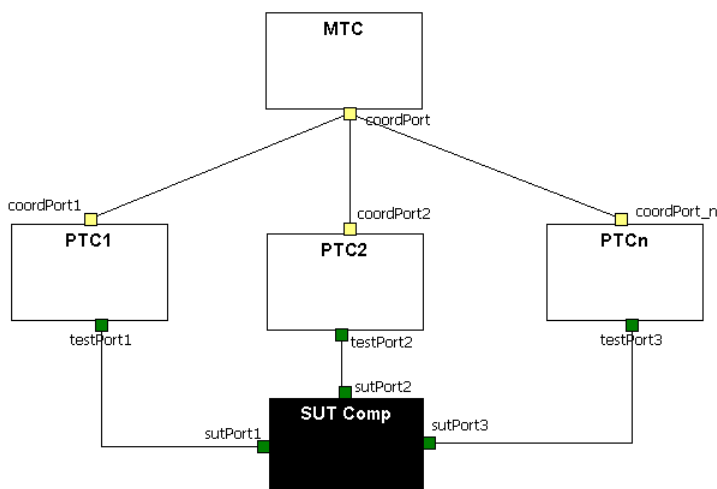 MTC
coordPort
coordPort1
coordPort2
coordPort_n
PTC1
PTC2
PTCn
testPort1
testPort2
testPort3
sutPort2
SUT Comp
sutPort1
sutPort3